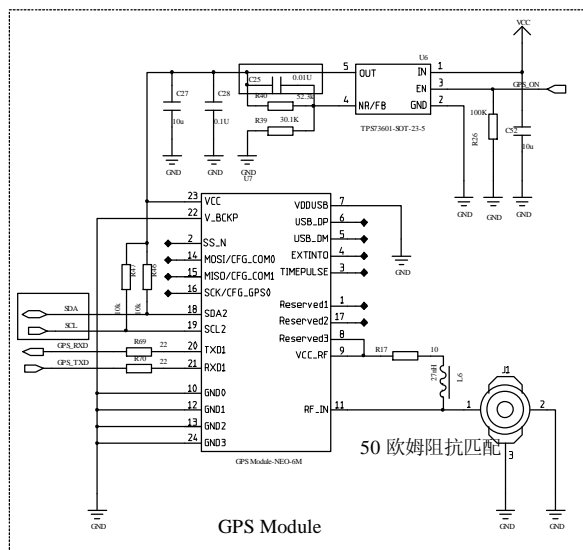 VCC
U6
C25
0.01U
5 OUT IN 1
C27
C28
R40
52.3k
EN 3
GPS_ON
4 NR/FB
GND 2
R39
30.1K
100K
C52
10u
0.1U
TPS73601-SOT-23-5
R26
10u
GND
GND
GND
GND
GND
GND
U7
23 VCC
VDDUSB 7
22 V_BCKP
USB_DP 6
USB_DM 5
2 SS_N
EXTINT0 4
14 MOSI/CFG_COM0
TIMEPULSE 3
15 MISO/CFG_COM1
GND
R47
R46
16 SCK/CFG_GPS0
Reserved1 1
10k
10k
SDA
18 SDA2
Reserved2 17
SCL
19 SCL2
Reserved3 8
GPS_RXD
R69
22
20 TXD1
VCC_RF 9
R17
10
GPS_TXD
R70
22
21 RXD1
27nH
L6
J1
10 GND0
12 GND1
RF_IN 11
1
2
13 GND2
24 GND3
50 欧姆阻抗匹配
3
GPS Module-NEO-6M
GND
GND
GND
GPS Module